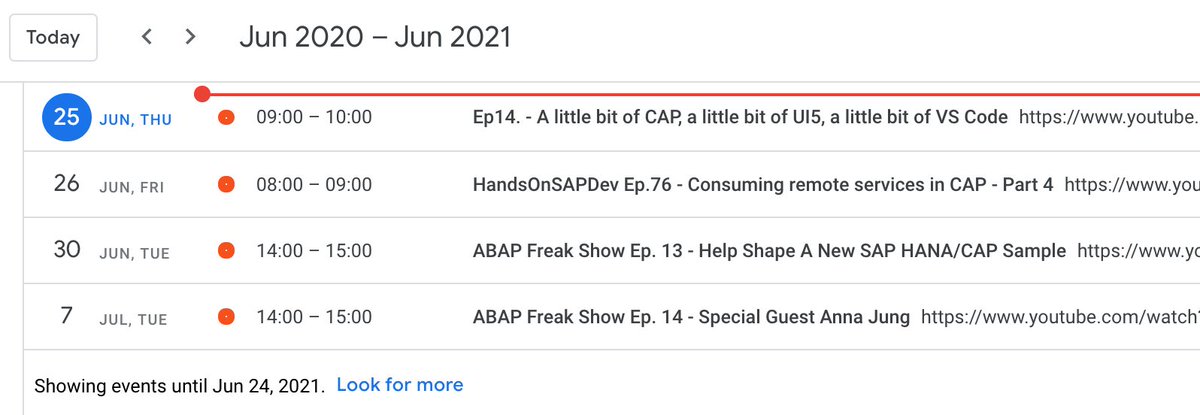 Today < > Jun 2020 – Jun 2021
25 JUN, THU 09:00 – 10:00 Ep14. - A little bit of CAP, a little bit of UI5, a little bit of VS Code https://www.youtube.
26 JUN, FRI 08:00 – 09:00 HandsOnSAPDev Ep.76 - Consuming remote services in CAP - Part 4 https://www.you
30 JUN, TUE 14:00 – 15:00 ABAP Freak Show Ep. 13 - Help Shape A New SAP HANA/CAP Sample https://www.yo
7 JUL, TUE 14:00 – 15:00 ABAP Freak Show Ep. 14 - Special Guest Anna Jung https://www.youtube.com/watch?
Showing events until Jun 24, 2021. Look for more